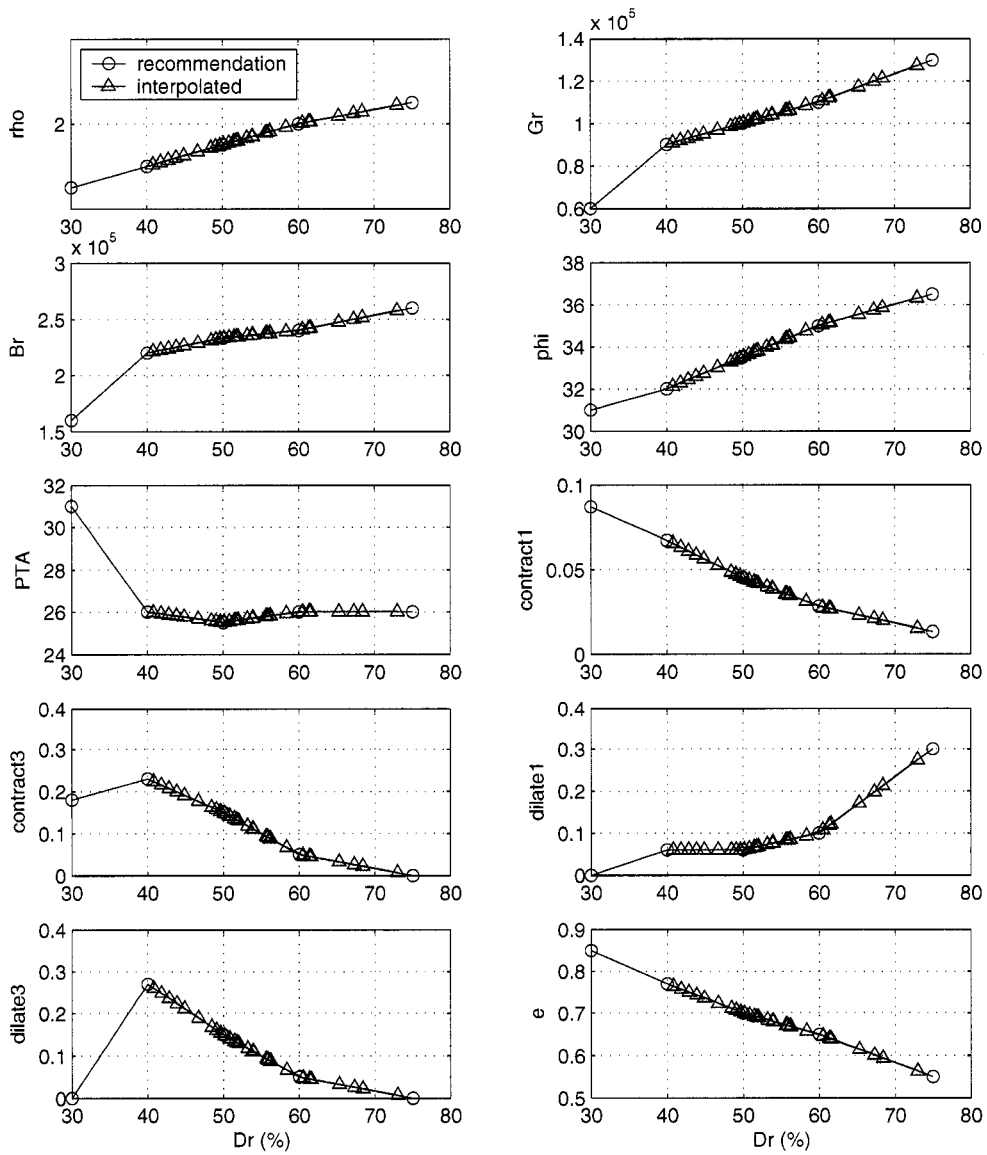 recommendation
interpolated
rho
2
30 40 50 60 70 80
x 10^5
Gr
1.4
1.2
1
0.8
0.6
30 40 50 60 70 80
x 10^5
Br
3
2.5
2
1.5
30 40 50 60 70 80
phi
38
36
34
32
30
30 40 50 60 70 80
PTA
32
30
28
26
24
30 40 50 60 70 80
contract1
0.1
0.05
0
30 40 50 60 70 80
contract3
0.4
0.3
0.2
0.1
0
30 40 50 60 70 80
dilate1
0.4
0.3
0.2
0.1
0
30 40 50 60 70 80
dilate3
0.4
0.3
0.2
0.1
0
30 40 50 60 70 80
Dr (%)
e
0.9
0.8
0.7
0.6
0.5
30 40 50 60 70 80
Dr (%)